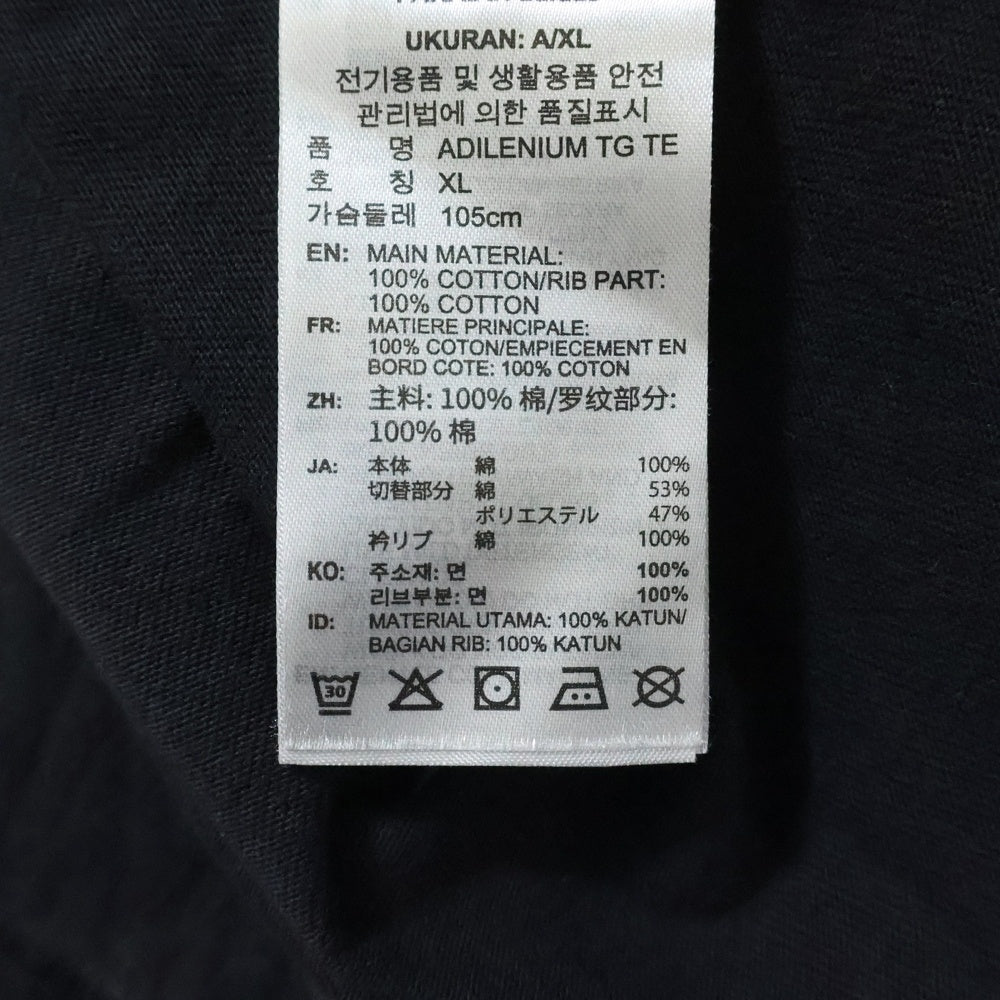 UKURAN: A/XL
전기용품 및 생활용품 안전
관리법에 의한 품질표시
품 명 ADILENIUM TG TE
호 칭 XL
가슴둘레 105cm
EN: MAIN MATERIAL:
100% COTTON/RIB PART:
100% COTTON
FR: MATIERE PRINCIPALE:
100% COTON/EMPIECEMENT EN
BORD COTE: 100% COTON
ZH: 主料: 100% 棉/罗纹部分:
100% 棉
JA: 本体 綿 100%
切替部分 綿 53%
ポリエステル 47%
衿リブ 綿 100%
KO: 주소재: 면 100%
리브부분: 면 100%
ID: MATERIAL UTAMA: 100% KATUN/
BAGIAN RIB: 100% KATUN
30